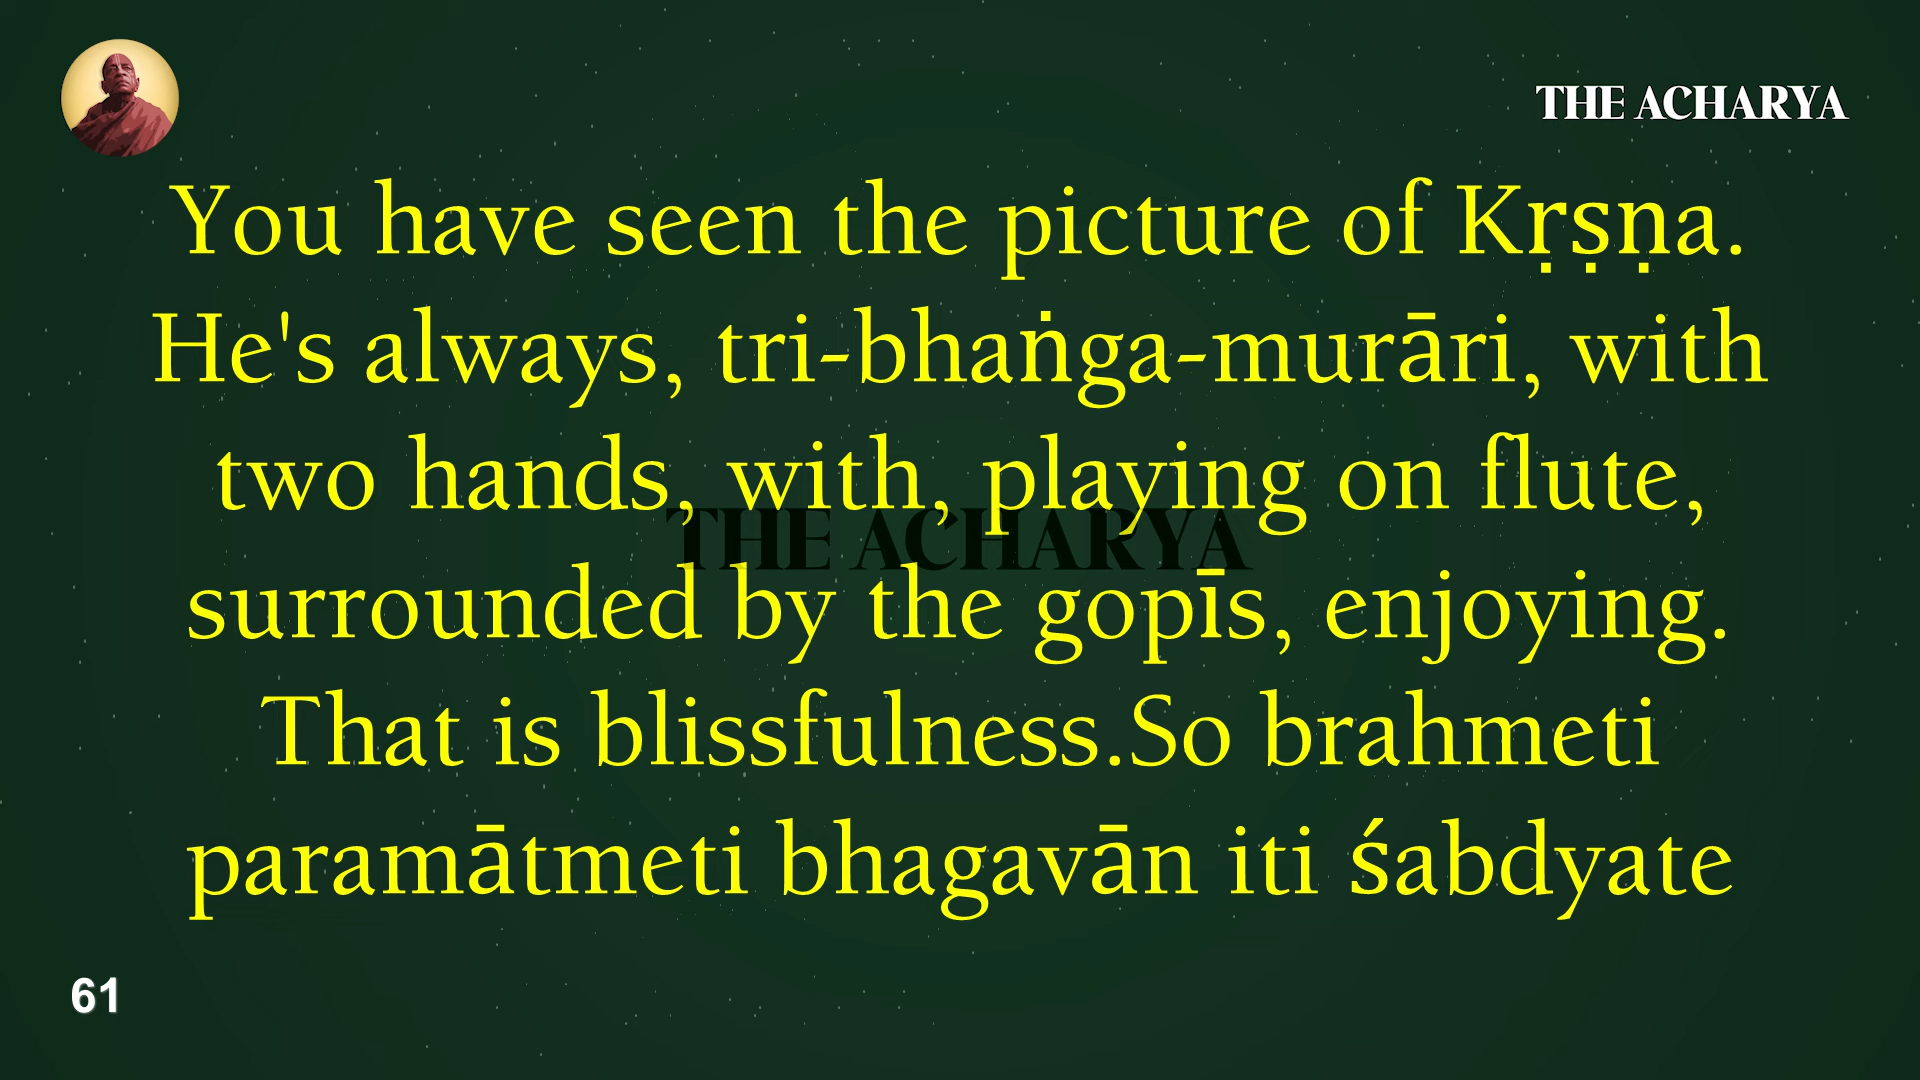 THE ACHARYA
You have seen the picture of Kṛṣṇa.
He's always, tri-bhaṅga-murāri, with
two hands, with, playing on flute,
THE ACHARYA
surrounded by the gopīs, enjoying.
That is blissfulness.So brahmeti
paramātmeti bhagavān iti śabdyate
61